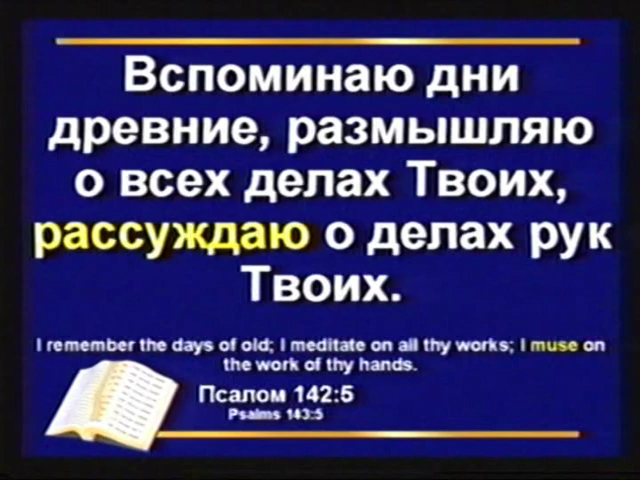 Вспоминаю дни
древние, размышляю
о всех делах Твоих,
рассуждаю о делах рук
Твоих.
I remember the days of old; I meditate on all thy works; I muse on
the work of thy hands.
Псалом 142:5
Psalms 143:5